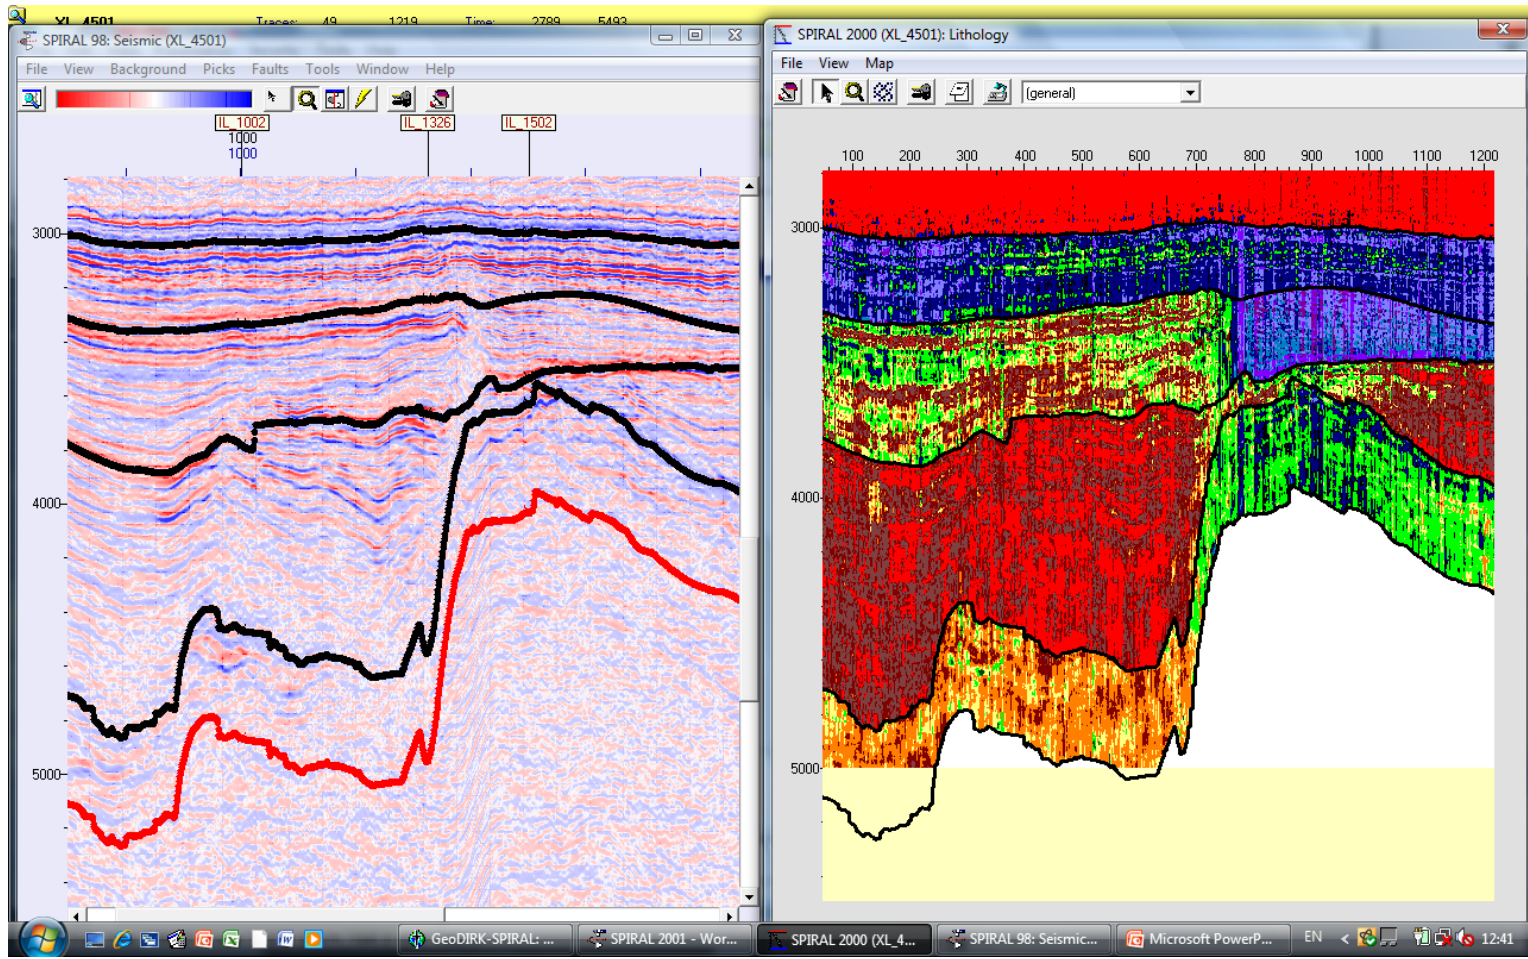 XL_4501 Traces: 49 1219 Time: 2789 5493
SPIRAL 98: Seismic (XL_4501)
File View Background Picks Faults Tools Window Help
IL_1002 IL_1326 IL_1502
1000
1000
3000
4000
5000
SPIRAL 2000 (XL_4501): Lithology
File View Map
(general)
100 200 300 400 500 600 700 800 900 1000 1100 1200
3000
4000
5000
GeoDIRK-SPIRAL: ...
SPIRAL 2001 - Wor...
SPIRAL 2000 (XL_4...
SPIRAL 98: Seismic...
Microsoft PowerP...
EN
12:41